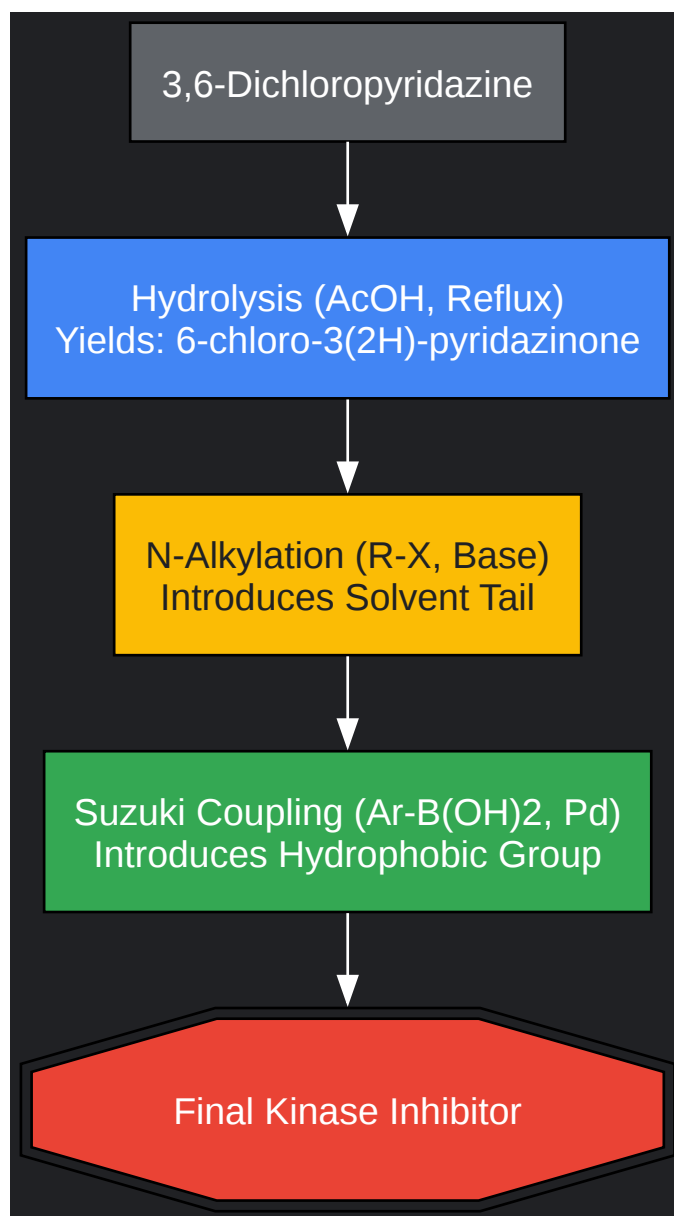 3,6-Dichloropyridazine
Hydrolysis (AcOH, Reflux)
Yields: 6-chloro-3(2H)-pyridazinone
N-Alkylation (R-X, Base)
Introduces Solvent Tail
Suzuki Coupling (Ar-B(OH)2, Pd)
Introduces Hydrophobic Group
Final Kinase Inhibitor